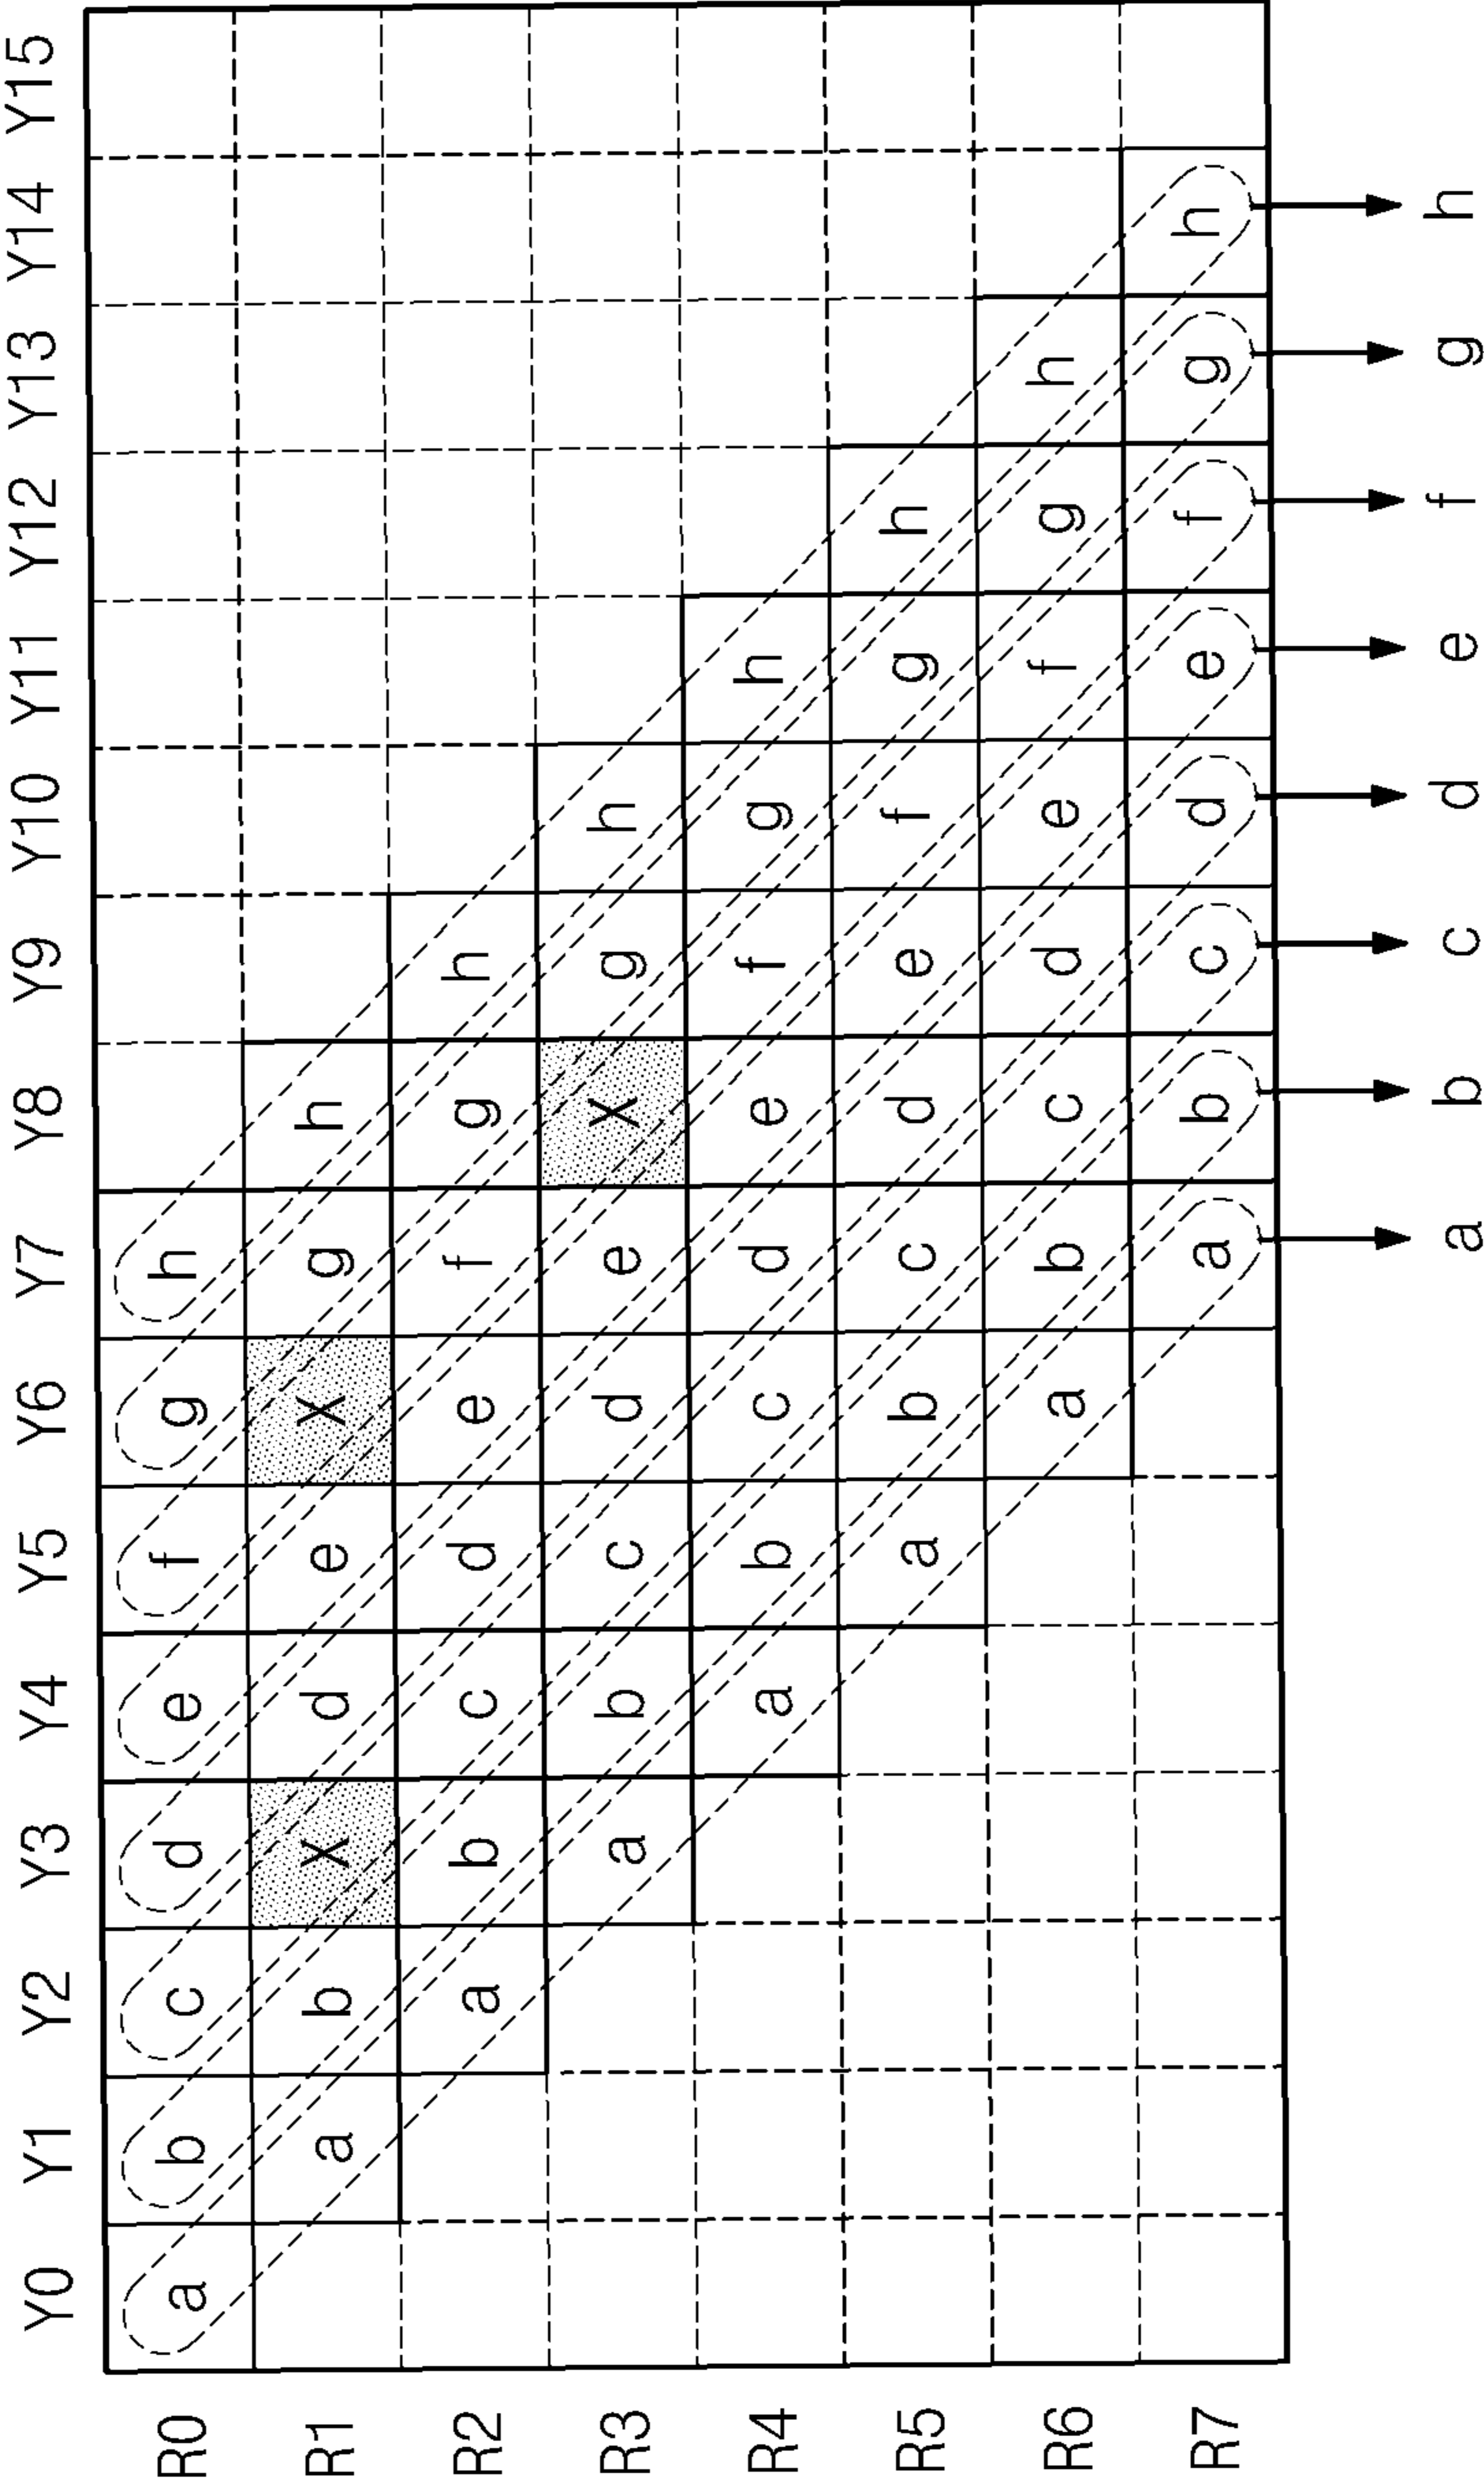 Y0 Y1 Y2 Y3 Y4 Y5 Y6 Y7 Y8 Y9 Y10 Y11 Y12 Y13 Y14 Y15
R0 a b c d e f g h
R1 a b X d e X g h
R2 a b c d e f g h
R3 a b c d e X g h
R4 a b c d e f g h
R5 a b c d e f g h
R6 a b c d e f g h
R7 a b c d e f g h
a b c d e f g h